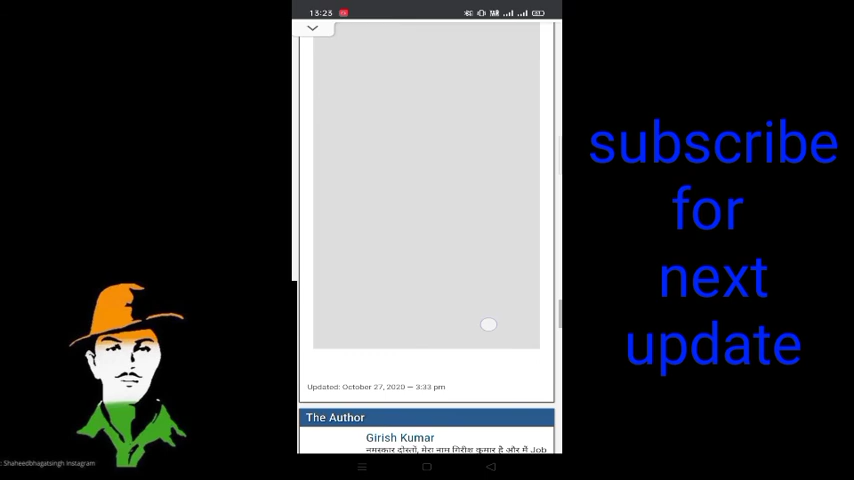 13:23
subscribe
for
next
update
Updated: October 27, 2020 — 3:33 pm
The Author
Girish Kumar
नमस्कार दोस्तों, मेरा नाम गिरीश कुमार है और में Job
: Shaheedbhagatsingh Instagram